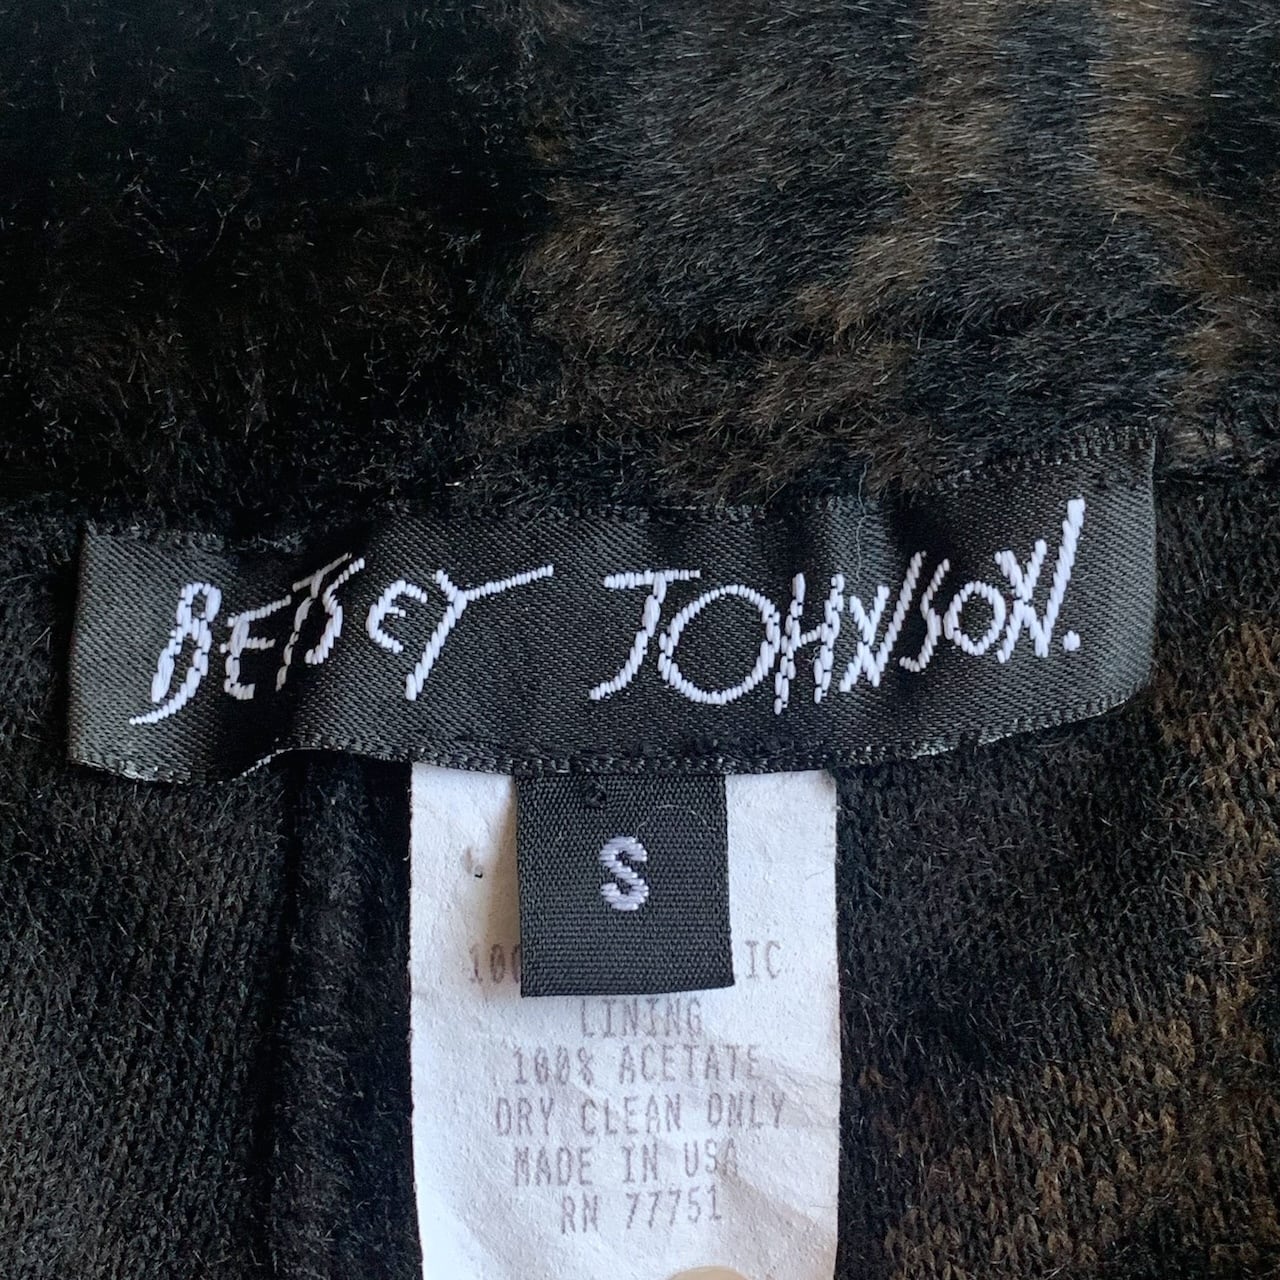 BETSEY JOHNSON.
S
LINING
100% ACETATE
DRY CLEAN ONLY
MADE IN USA
RN 77751